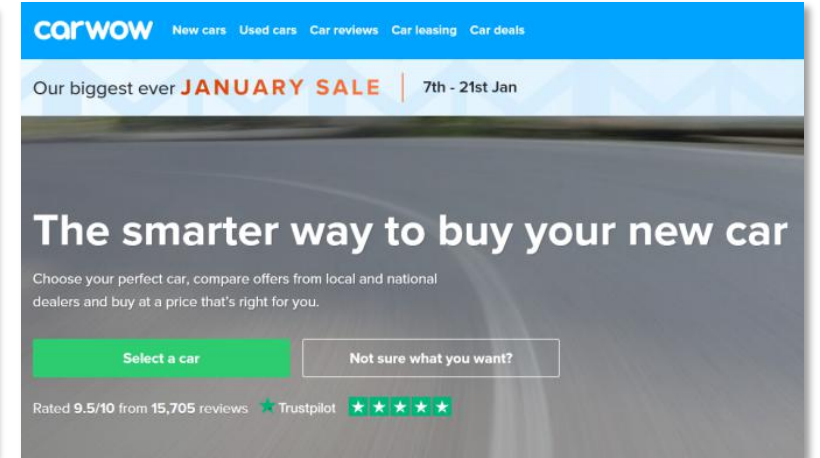 carwow New cars Used cars Car reviews Car leasing Car deals
Our biggest ever JANUARY SALE 7th - 21st Jan
The smarter way to buy your new car
Choose your perfect car, compare offers from local and national
dealers and buy at a price that's right for you.
Select a car Not sure what you want?
Rated 9.5/10 from 15,705 reviews Trustpilot